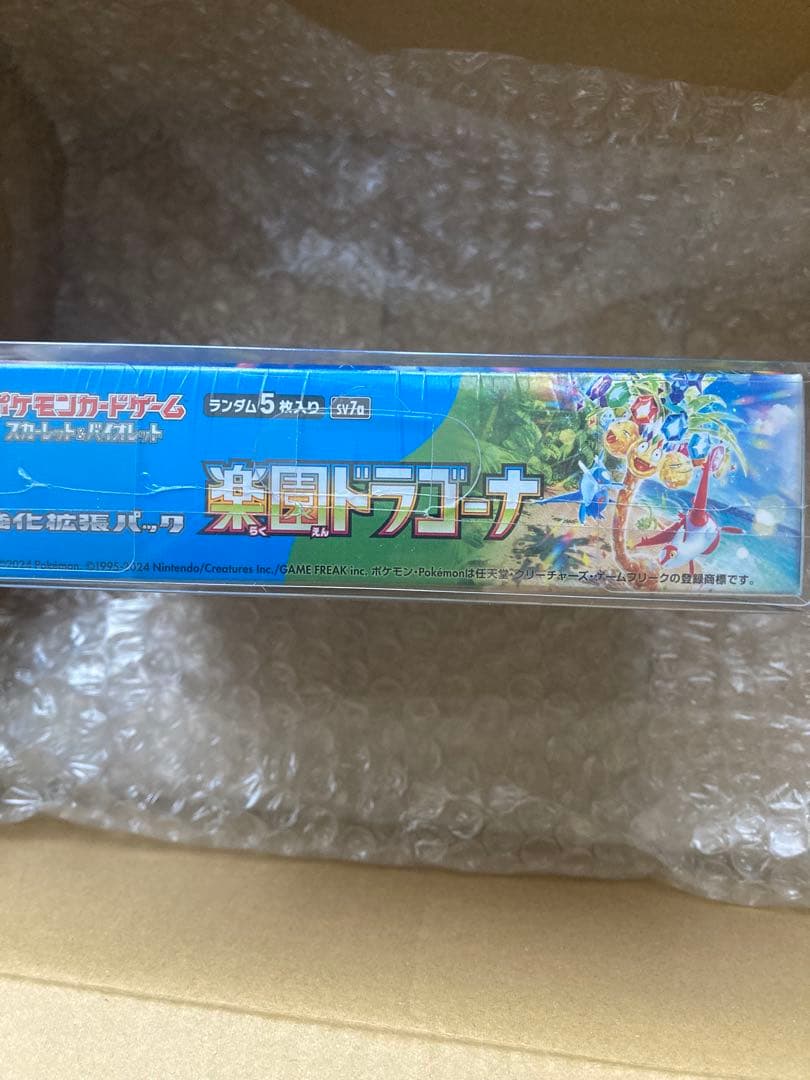 ポケモンカードゲーム
スカーレット&バイオレット
ランダム5枚入り
sv7a
強化拡張パック
楽園ドラゴーナ
らく えん
©2024 Pokémon. ©1995-2024 Nintendo/Creatures Inc./GAME FREAK inc. ポケモン・Pokémonは任天堂・クリーチャーズ・ゲームフリークの登録商標です。